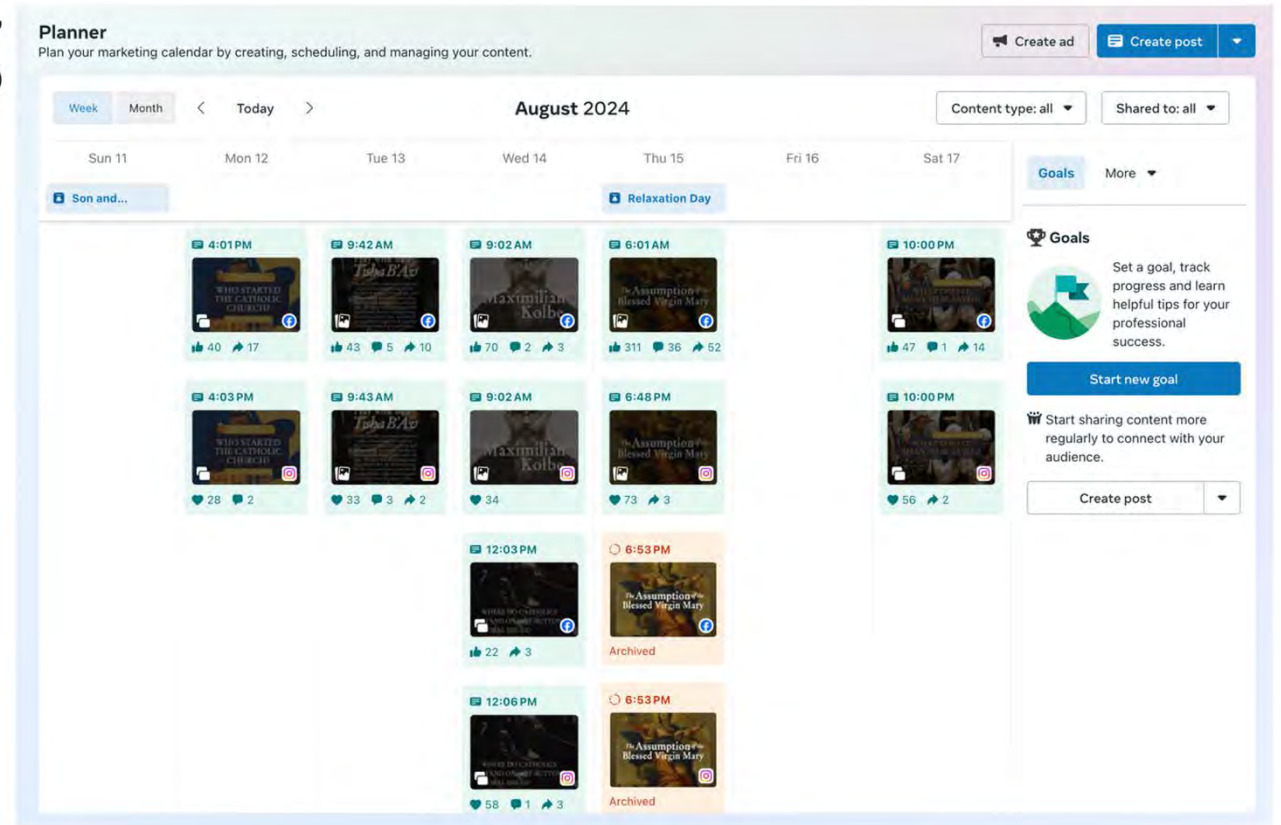 Planner
Plan your marketing calendar by creating, scheduling, and managing your content.
Create ad
Create post
Week
Month
Today
August 2024
Content type: all
Shared to: all
Sun 11
Mon 12
Tue 13
Wed 14
Thu 15
Fri 16
Sat 17
Son and...
Relaxation Day
Goals
More
4:01 PM
WHO STARTED
THE CATHOLIC
CHURCH?
40 17
9:42 AM
Tisha B'Av
43 5 10
9:02 AM
Maximilian
Kolbe
70 2 3
6:01 AM
The Assumption of the
Blessed Virgin Mary
311 36 52
10:00 PM
47 1 14
4:03 PM
WHO STARTED
THE CATHOLIC
CHURCH?
28 2
9:43 AM
Tisha B'Av
33 3 2
9:02 AM
Maximilian
Kolbe
34
6:48 PM
The Assumption of the
Blessed Virgin Mary
73 3
10:00 PM
56 2
12:03 PM
WHERE DO CATHOLICS
22 3
6:53 PM
The Assumption of the
Blessed Virgin Mary
Archived
12:06 PM
WHERE DO CATHOLICS
58 1 3
6:53 PM
The Assumption of the
Blessed Virgin Mary
Archived
Goals
Set a goal, track
progress and learn
helpful tips for your
professional
success.
Start new goal
Start sharing content more
regularly to connect with your
audience.
Create post